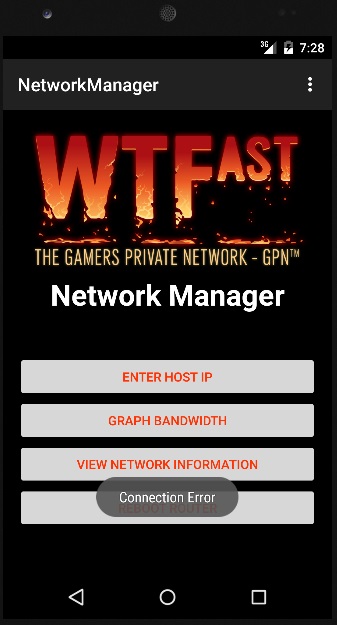 3G 7:28
NetworkManager
WTFAST
THE GAMERS PRIVATE NETWORK - GPN™
Network Manager
ENTER HOST IP
GRAPH BANDWIDTH
VIEW NETWORK INFORMATION
Connection Error
REBOOT ROUTER